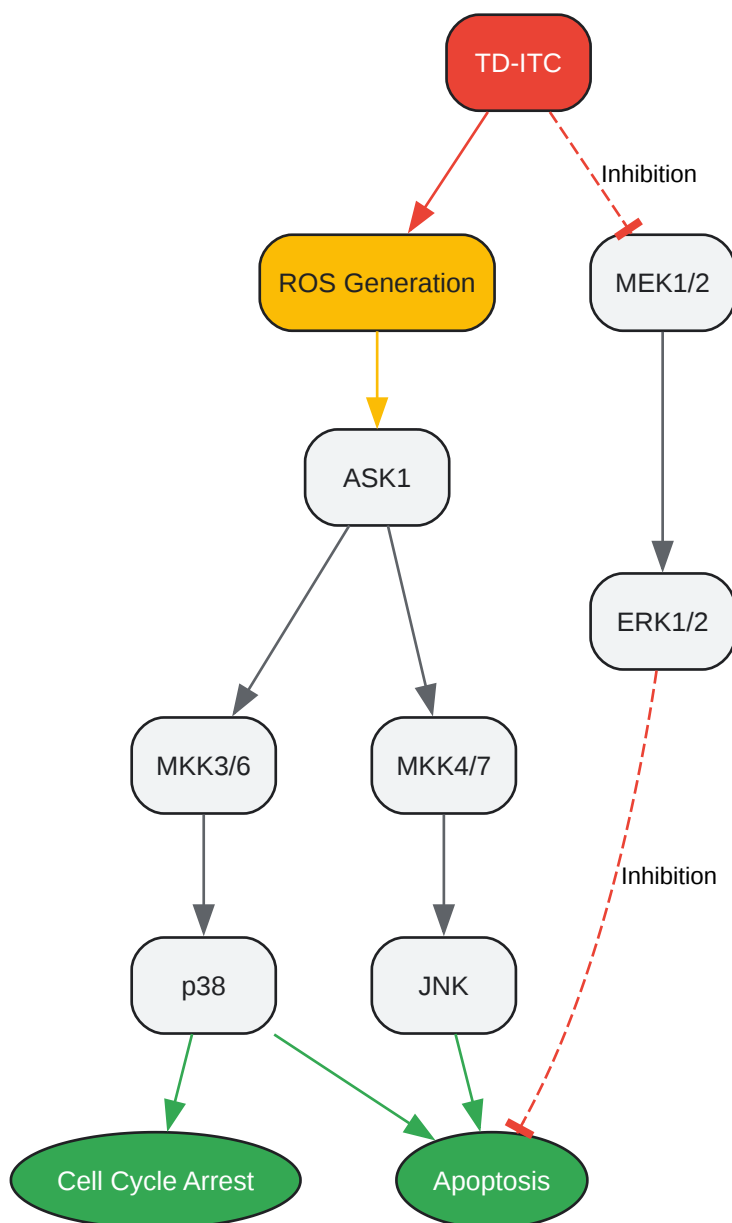 TD-ITC
Inhibition
ROS Generation
MEK1/2
ASK1
ERK1/2
MKK3/6
MKK4/7
Inhibition
p38
JNK
Cell Cycle Arrest
Apoptosis